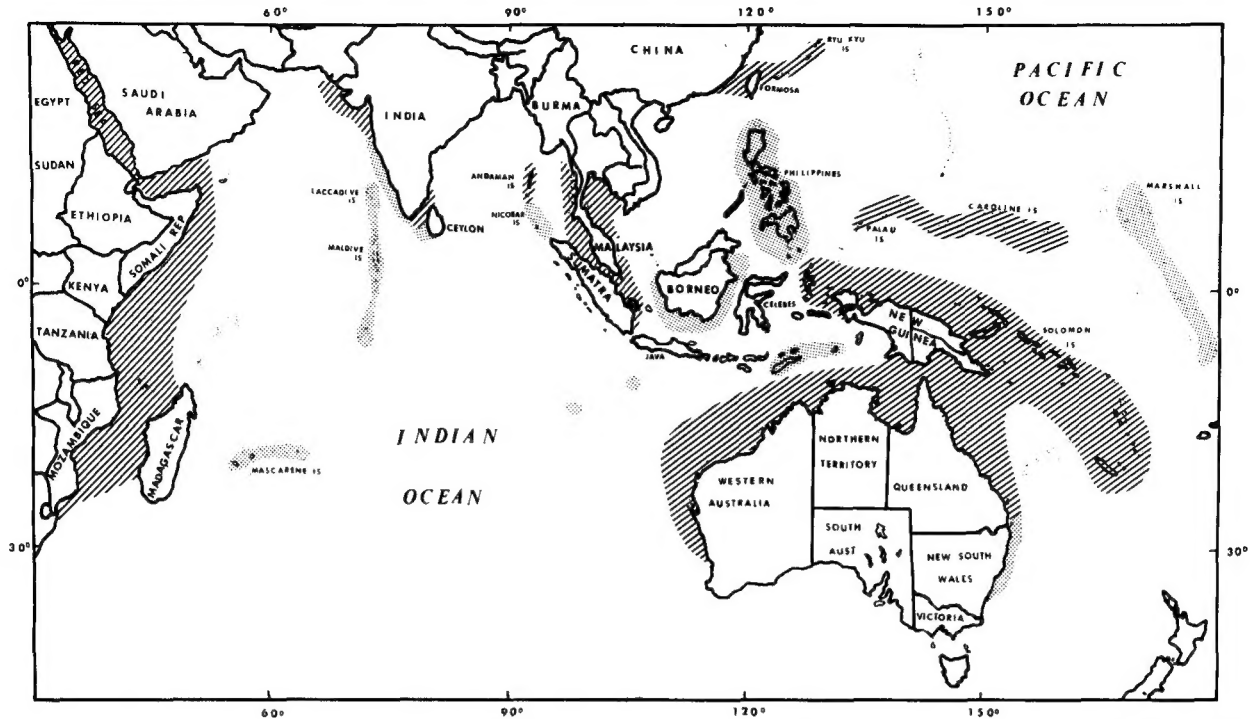 60°
90°
120°
150°
CHINA
RYU KYU
IS
PACIFIC
OCEAN
EGYPT
SAUDI
ARABIA
INDIA
BURMA
FORMOSA
SUDAN
ETHIOPIA
SOMALI REP
LACCADIVE
IS
ANDAMAN
IS
NICOBAR
IS
PHILIPPINES
MARSHALL
IS
CAROLINE IS
PALAU
IS
CEYLON
MALDIVE
IS
MALAYSIA
SUMATRA
BORNEO
CELEBES
0°
KENYA
0°
TANZANIA
NEW
GUINEA
SOLOMON
IS
JAVA
MOZAMBIQUE
MADAGASCAR
MASCARENE IS
INDIAN
OCEAN
NORTHERN
TERRITORY
WESTERN
AUSTRALIA
QUEENSLAND
SOUTH
AUST
NEW SOUTH
WALES
VICTORIA
30°
30°
60°
90°
120°
150°